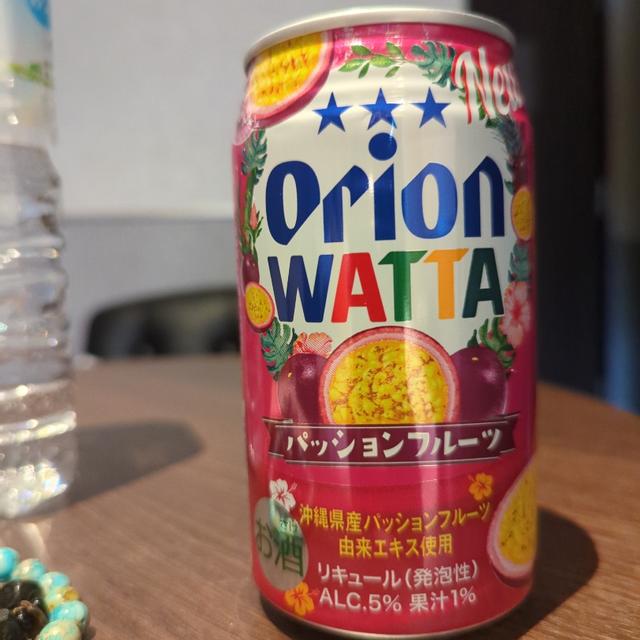 New
Orion
WATTA
パッションフルーツ
沖縄県産パッションフルーツ
由来エキス使用
お酒
リキュール(発泡性)
ALC.5% 果汁1%